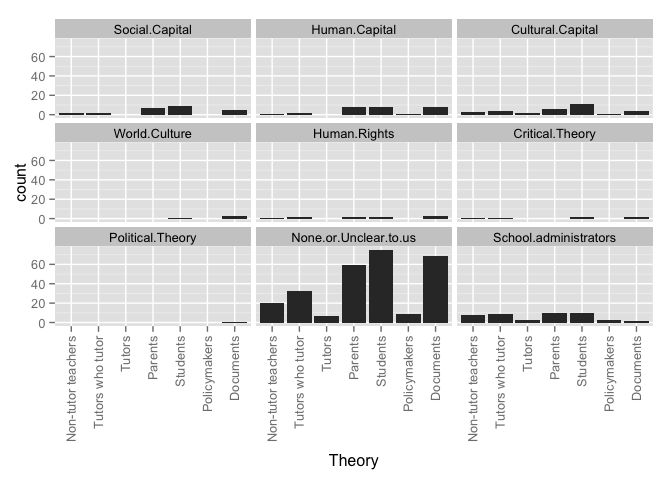 Social.Capital Human.Capital Cultural.Capital
60
40
20
0
World.Culture Human.Rights Critical.Theory
60
40
20
0
Political.Theory None.or.Unclear.to.us School.administrators
60
40
20
0
count
Non-tutor teachers Tutors who tutor Tutors Parents Students Policymakers Documents Non-tutor teachers Tutors who tutor Tutors Parents Students Policymakers Documents Non-tutor teachers Tutors who tutor Tutors Parents Students Policymakers Documents
Theory